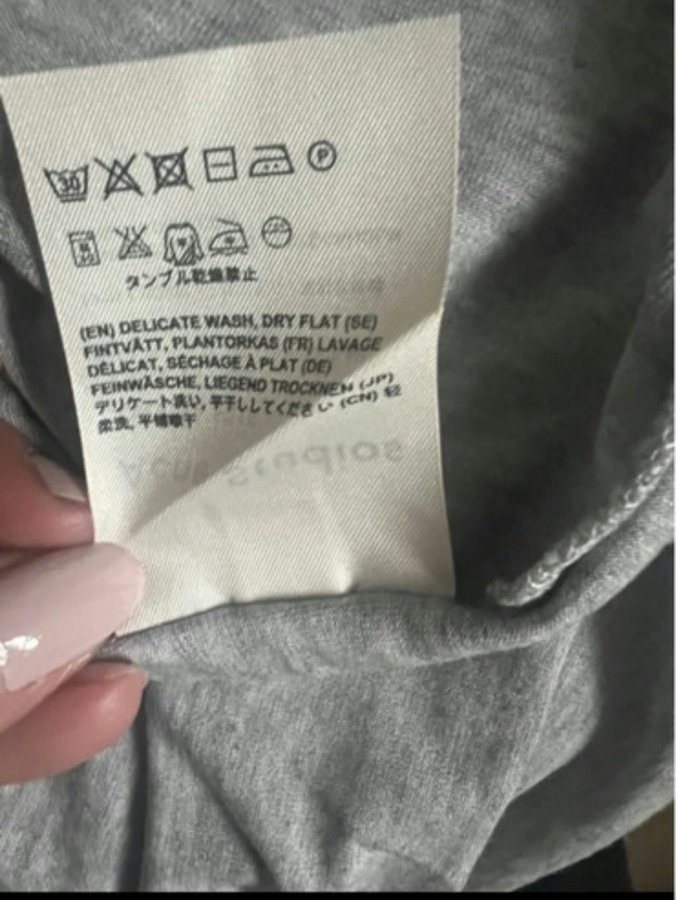 30
P
タンブル乾燥禁止
(EN) DELICATE WASH, DRY FLAT (SE)
FINTVÄTT, PLANTORKAS (FR) LAVAGE
DÉLICAT, SÉCHAGE À PLAT (DE)
FEINWÄSCHE, LIEGEND TROCKNEN (JP)
デリケート洗い, 平干ししてください (CN) 轻
柔洗, 平铺晾干